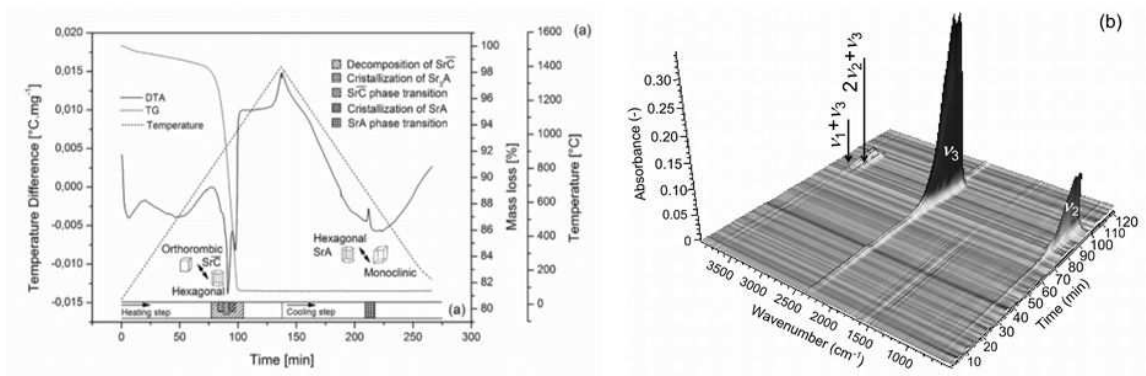 (a)
0,020
0,015
0,010
0,005
0,000
-0,005
-0,010
-0,015
Temperature Difference [°C.mg⁻¹]
DTA
TG
Temperature
Decomposition of SrC̅
Cristallization of Sr₂A
SrC̅ phase transition
Cristallization of SrA
SrA phase transition
Orthorombic
SrC̅
Hexagonal
Hexagonal
SrA
Monoclinic
Heating step
Cooling step
(a)
0
50
100
150
200
250
300
Time [min]
100
98
96
94
92
90
88
86
84
82
80
Mass loss [%]
1600
1400
1200
1000
800
600
400
200
0
Temperature [°C]
(b)
0.30
0.25
0.20
0.15
0.10
0.05
0
Absorbance (-)
ν₁+ν₃
2ν₂+ν₃
ν₃
ν₂
3500
3000
2500
2000
1500
1000
Wavenumber (cm⁻¹)
10
20
30
40
50
60
70
80
90
100
110
120
Time (min)